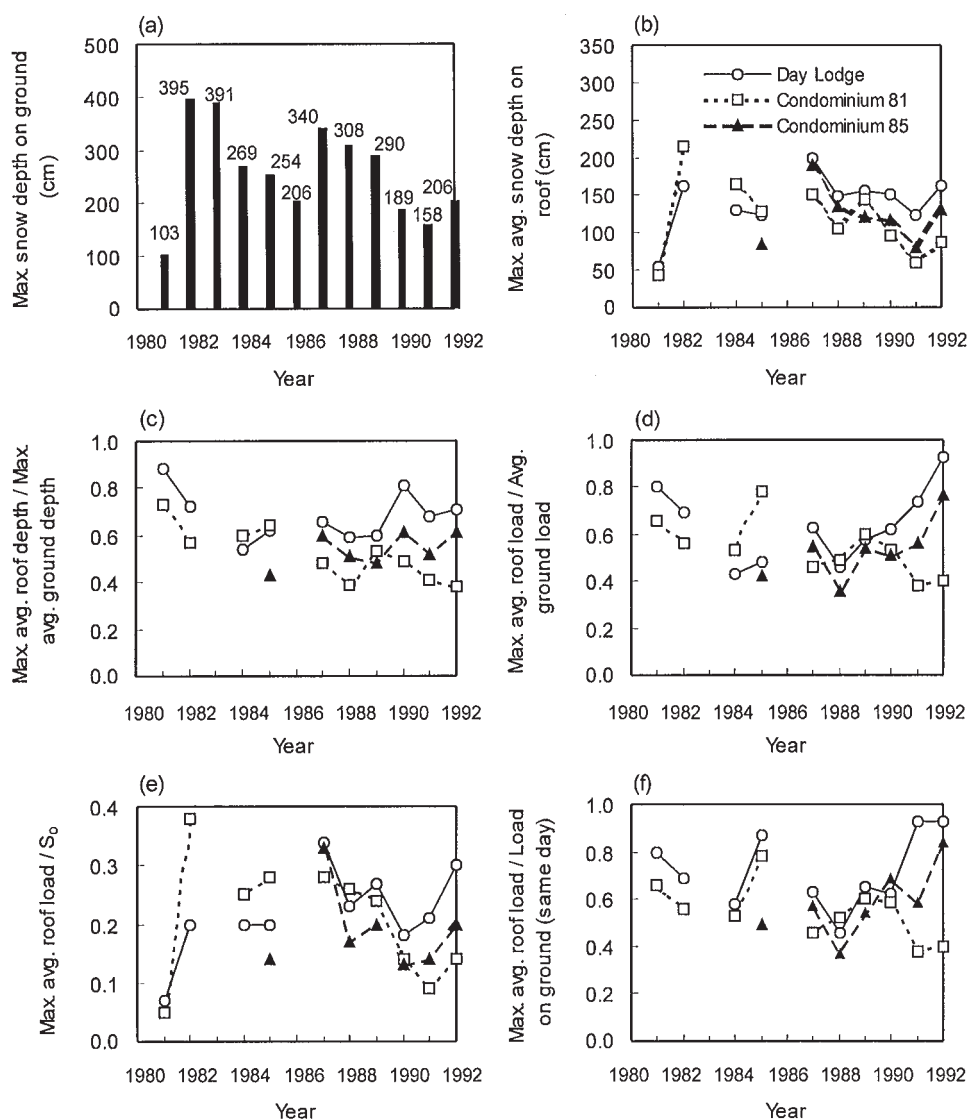 (a)
Max. snow depth on ground
(cm)
500
400
300
200
100
0
395
391
340
308
290
269
254
206
189
206
158
103
1980 1982 1984 1986 1988 1990 1992
Year
(b)
Max. avg. snow depth on
roof (cm)
350
300
250
200
150
100
50
0
Day Lodge
Condominium 81
Condominium 85
1980 1982 1984 1986 1988 1990 1992
Year
(c)
Max. avg. roof depth / Max.
avg. ground depth
1.0
0.8
0.6
0.4
0.2
0.0
1980 1982 1984 1986 1988 1990 1992
Year
(d)
Max. avg. roof load / Avg.
ground load
1.0
0.8
0.6
0.4
0.2
0.0
1980 1982 1984 1986 1988 1990 1992
Year
(e)
Max. avg. roof load / S₀
0.4
0.3
0.2
0.1
0.0
1980 1982 1984 1986 1988 1990 1992
Year
(f)
Max. avg. roof load / Load
on ground (same day)
1.0
0.8
0.6
0.4
0.2
0.0
1980 1982 1984 1986 1988 1990 1992
Year